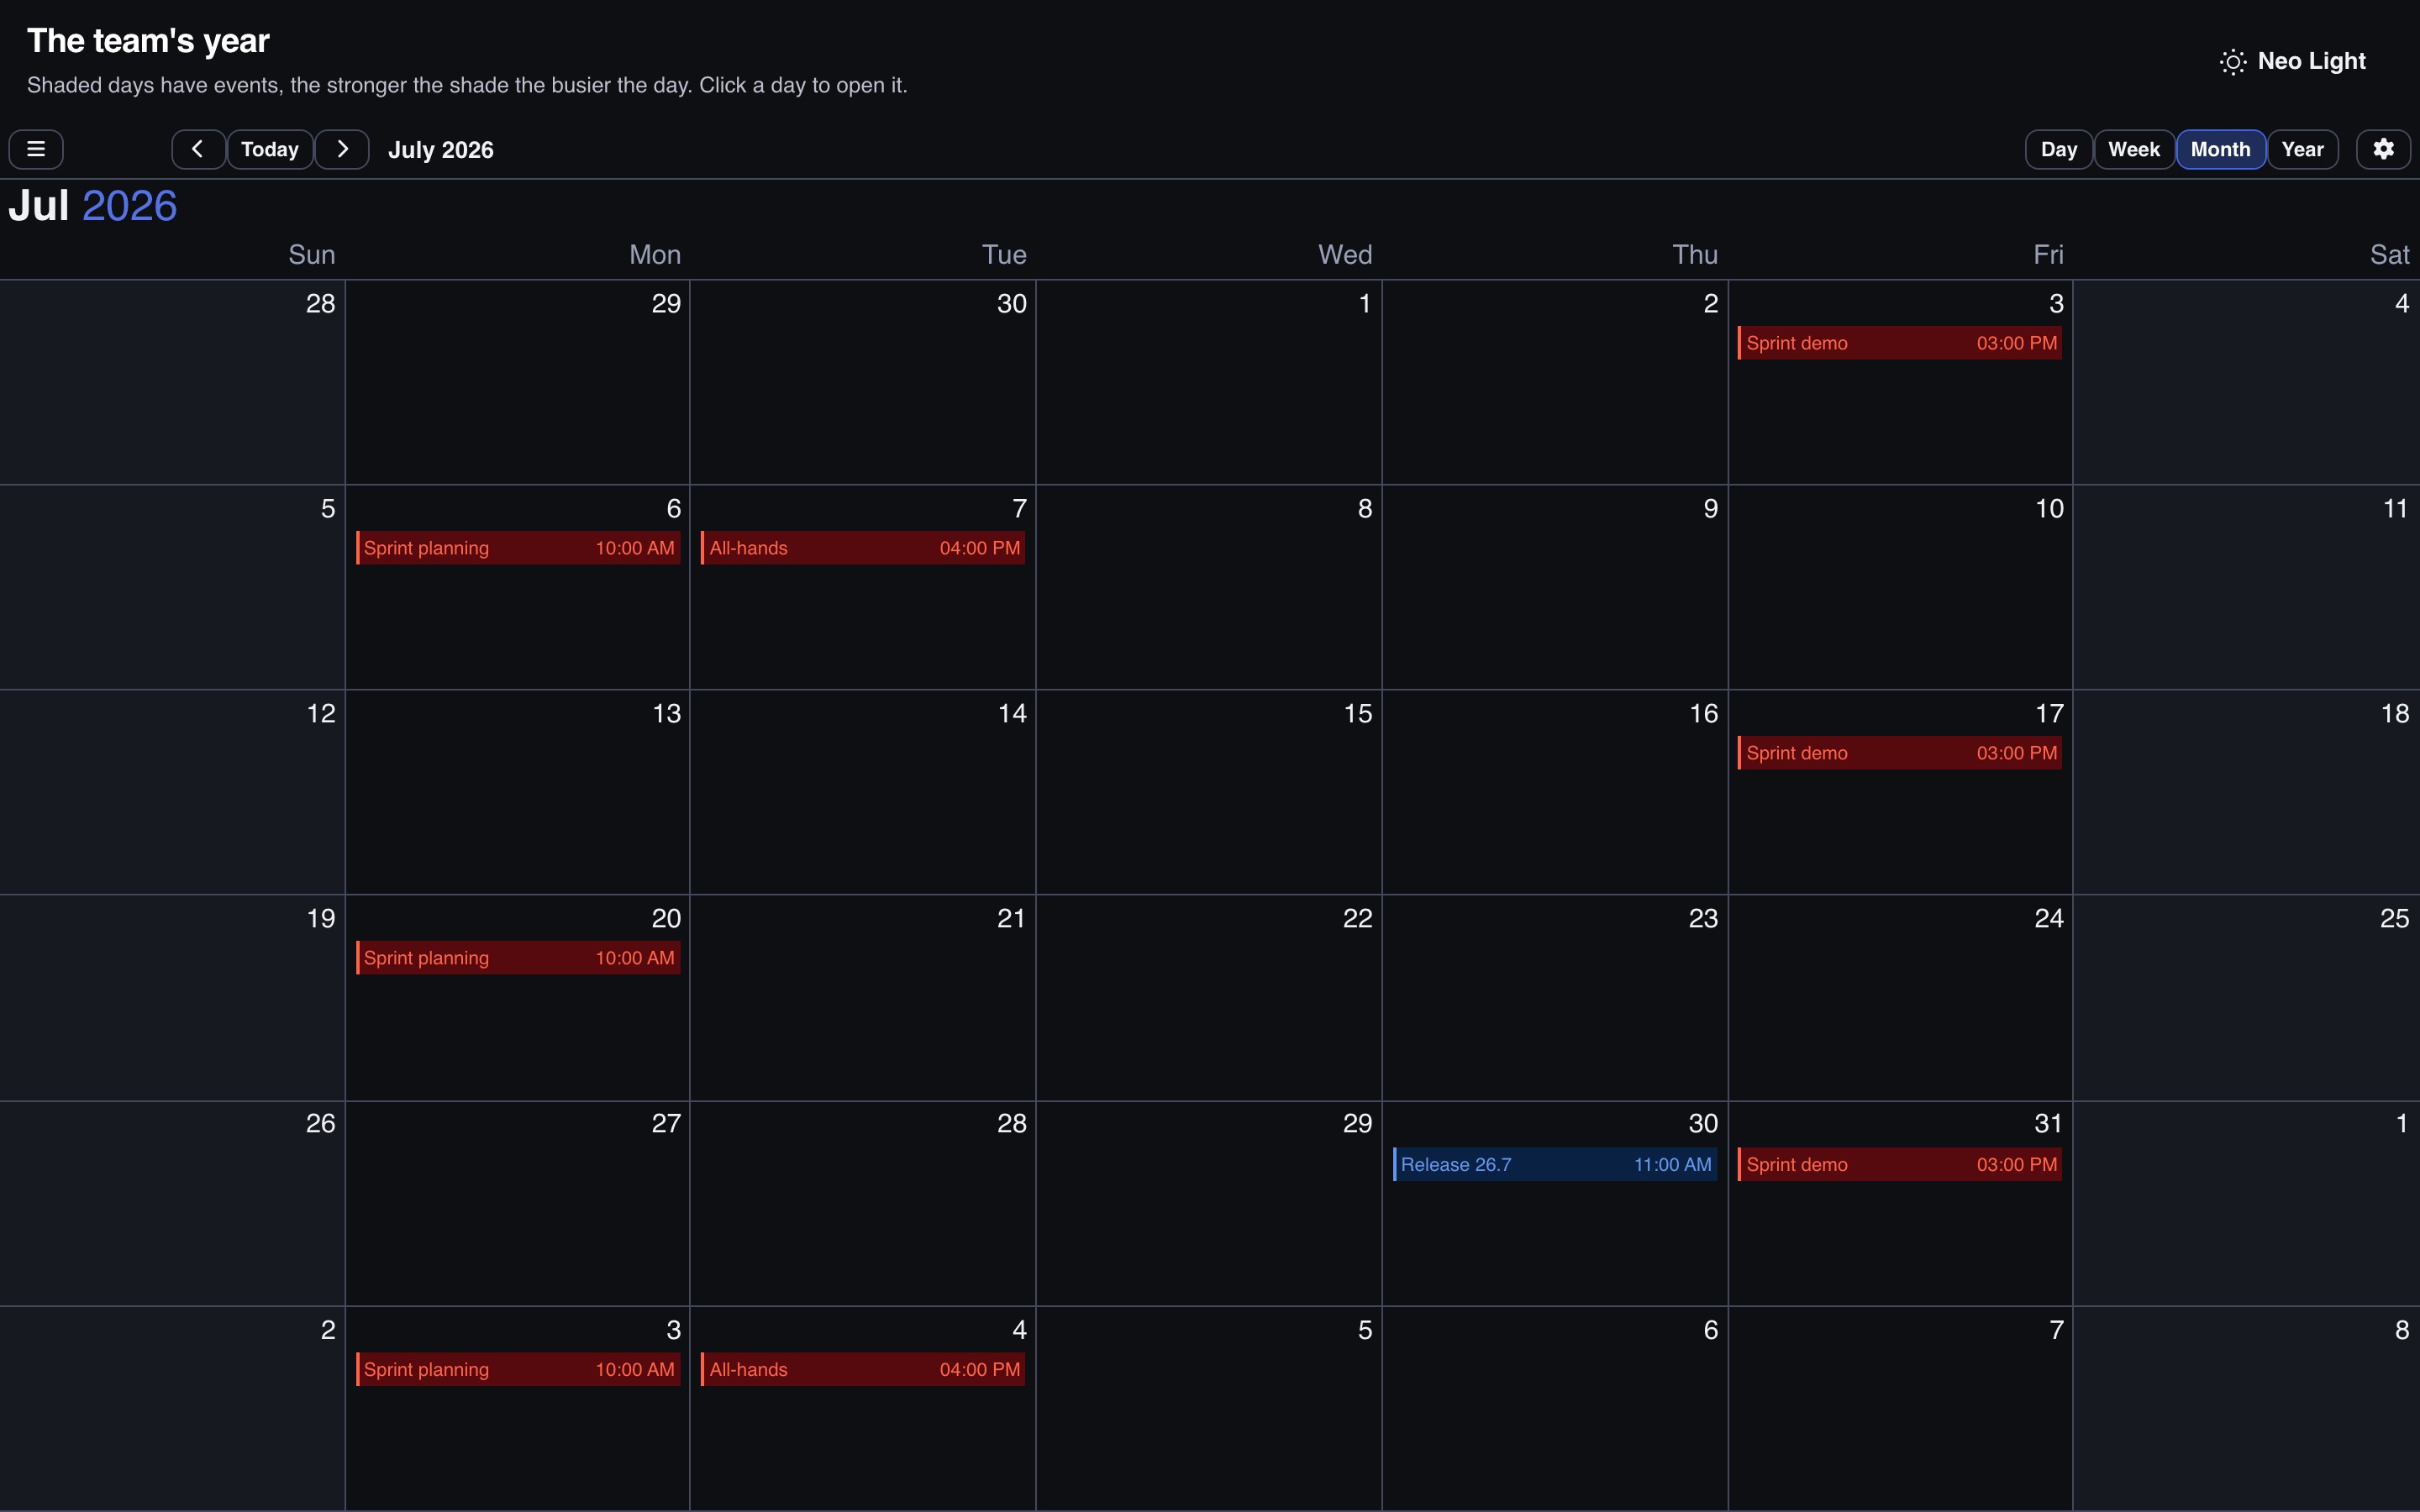 The team's year
Shaded days have events, the stronger the shade the busier the day. Click a day to open it.
Neo Light
Today July 2026 Day Week Month Year
Jul 2026
Sun Mon Tue Wed Thu Fri Sat
28 29 30 1 2 3 4
Sprint demo 03:00 PM
5 6 7 8 9 10 11
Sprint planning 10:00 AM All-hands 04:00 PM
12 13 14 15 16 17 18
Sprint demo 03:00 PM
19 20 21 22 23 24 25
Sprint planning 10:00 AM
26 27 28 29 30 31 1
Release 26.7 11:00 AM Sprint demo 03:00 PM
2 3 4 5 6 7 8
Sprint planning 10:00 AM All-hands 04:00 PM